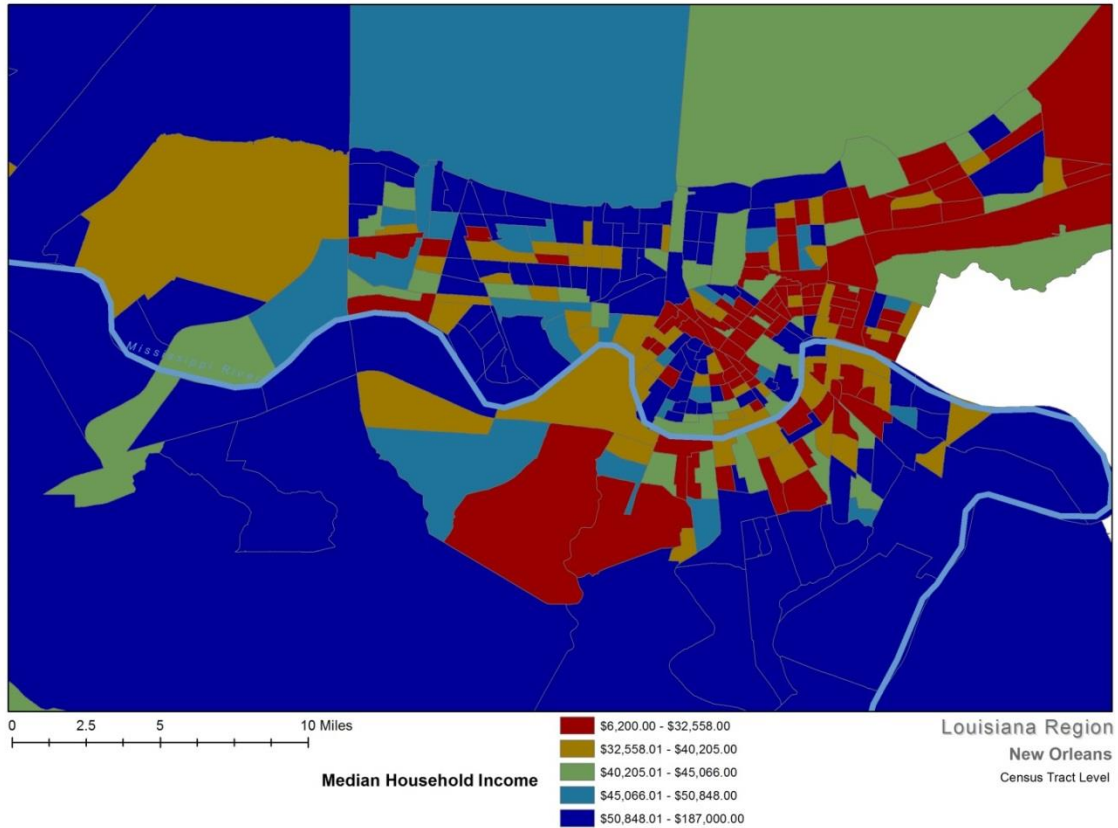 Mississippi River
0 2.5 5 10 Miles
Median Household Income
$6,200.00 - $32,558.00
$32,558.01 - $40,205.00
$40,205.01 - $45,066.00
$45,066.01 - $50,848.00
$50,848.01 - $187,000.00
Louisiana Region
New Orleans
Census Tract Level